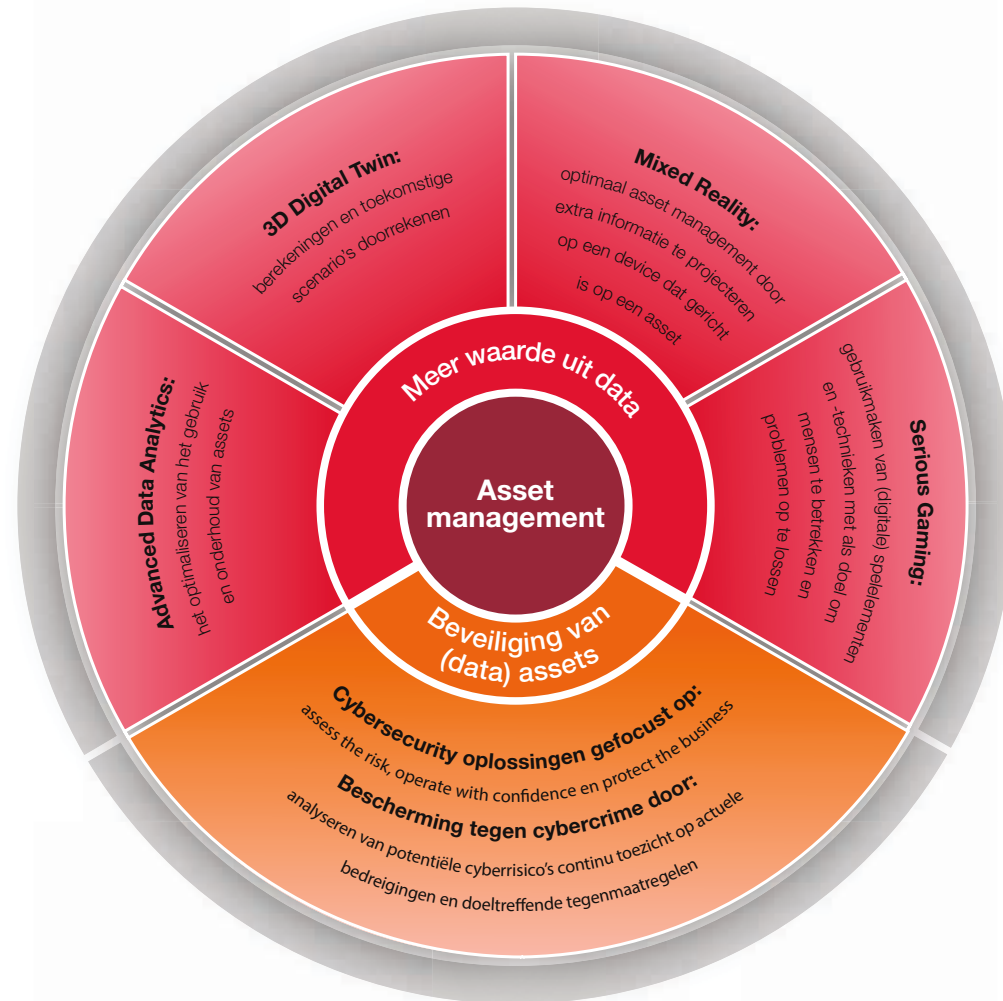 Asset
management
Meer waarde uit data
Beveiliging van
(data) assets
3D Digital Twin:
berekeningen en toekomstige
scenario's doorrekenen
Mixed Reality:
optimaal asset management door
extra informatie te projecteren
op een device dat gericht
is op een asset
Serious Gaming:
gebruikmaken van (digitale) spelelementen
en -technieken met als doel om
mensen te betrekken en
problemen op te lossen
Cybersecurity oplossingen gefocust op:
assess the risk, operate with confidence en protect the business
Bescherming tegen cybercrime door:
analyseren van potentiële cyberrisico's continu toezicht op actuele
bedreigingen en doeltreffende tegenmaatregelen
Advanced Data Analytics:
het optimaliseren van het gebruik
en onderhoud van assets